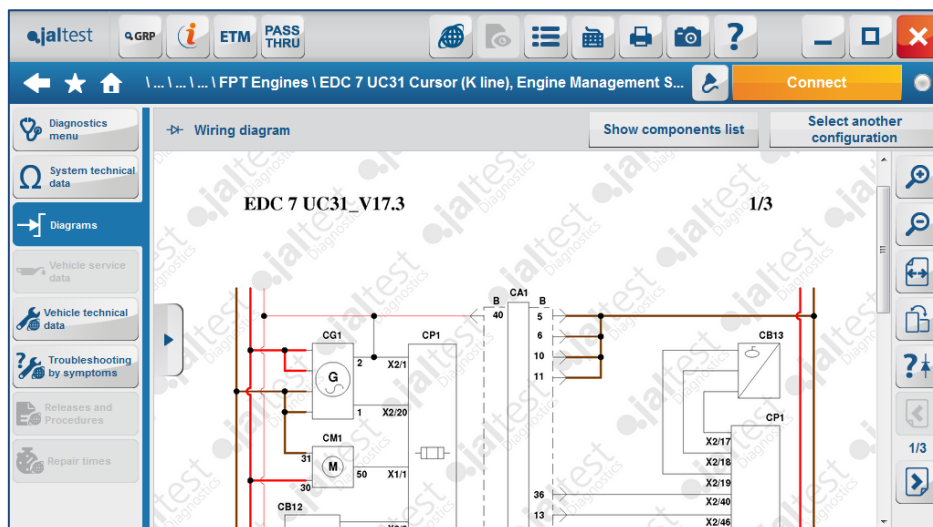 jaltest
GRP
i
ETM
PASS
THRU
?
\ ... \ ... \ ... \ FPT Engines \ EDC 7 UC31 Cursor (K line), Engine Management S...
Connect
Diagnostics
menu
System technical
data
Diagrams
Vehicle service
data
Vehicle technical
data
Troubleshooting
by symptoms
Releases and
Procedures
Repair times
Wiring diagram
Show components list
Select another
configuration
EDC 7 UC31_V17.3
1/3
CA1
B
B
40
5
6
10
11
36
13
CG1
G
2
1
CP1
X2/1
X2/20
X1/1
CM1
31
M
50
30
CB12
CB13
CP1
X2/17
X2/18
X2/19
X2/40
X2/46
?
1/3
jaltest
Diagnostics